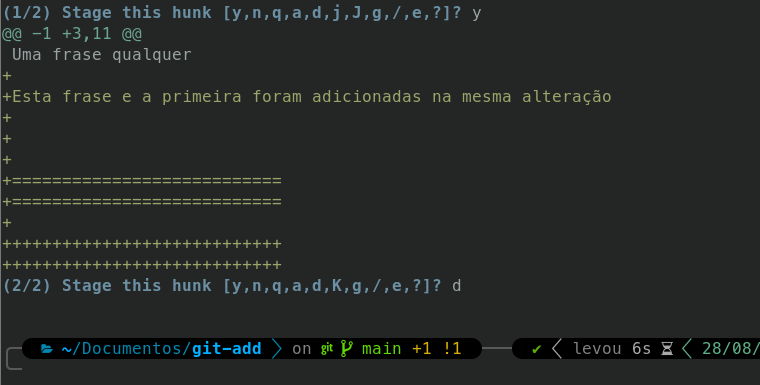 (1/2) Stage this hunk [y,n,q,a,d,j,J,g,/,e,?]? y
@@ -1 +3,11 @@
 Uma frase qualquer
+
+Esta frase e a primeira foram adicionadas na mesma alteração
+
+
+
+===========================
+===========================
+
++++++++++++++++++++++++++++
++++++++++++++++++++++++++++
(2/2) Stage this hunk [y,n,q,a,d,K,g,/,e,?]? d
~/Documentos/git-add on git main +1 !1 ✔ levou 6s 28/08/